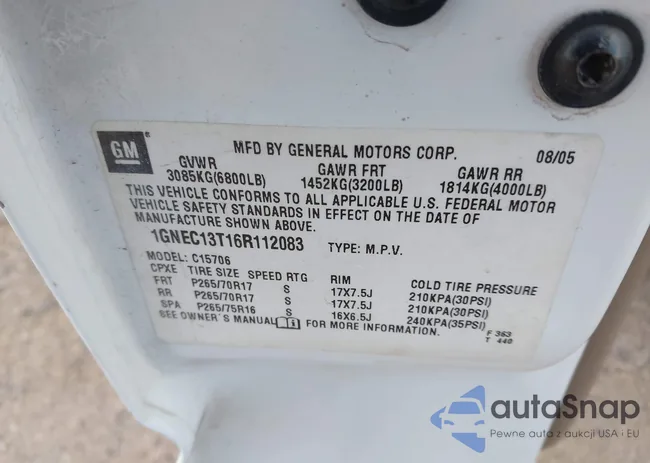 GM
MFD BY GENERAL MOTORS CORP. 08/05
GVWR GAWR FRT GAWR RR
3085KG(6800LB) 1452KG(3200LB) 1814KG(4000LB)
THIS VEHICLE CONFORMS TO ALL APPLICABLE U.S. FEDERAL MOTOR
VEHICLE SAFETY STANDARDS IN EFFECT ON THE DATE OF
MANUFACTURE SHOWN ABOVE.
1GNEC13T16R112083 TYPE: M.P.V.
MODEL: C15706
CPXE TIRE SIZE SPEED RTG RIM COLD TIRE PRESSURE
FRT P265/70R17 S 17X7.5J 210KPA(30PSI)
RR P265/70R17 S 17X7.5J 210KPA(30PSI)
SPA P265/75R16 S 16X6.5J 240KPA(35PSI)
SEE OWNER'S MANUAL FOR MORE INFORMATION.
F 363
T 440
autoSnap
Pewne auto z aukcji USA i EU